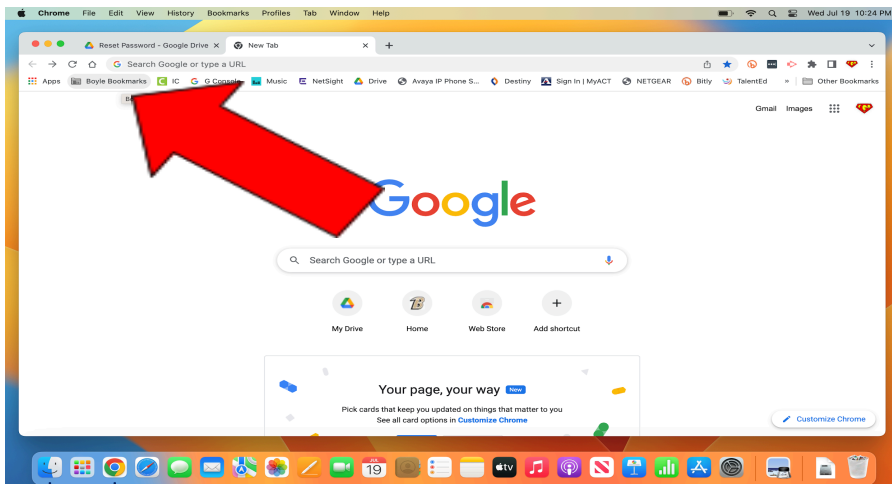 Chrome File Edit View History Bookmarks Profiles Tab Window Help Wed Jul 19 10:24 PM
Reset Password - Google Drive New Tab
Search Google or type a URL
Apps Boyle Bookmarks IC G Console Music NetSight Drive Avaya IP Phone S... Destiny Sign In | MyACT NETGEAR Bitly TalentEd » Other Bookmarks
Gmail Images
Google
Search Google or type a URL
My Drive Home Web Store Add shortcut
Your page, your way New
Pick cards that keep you updated on things that matter to you
See all card options in Customize Chrome
Customize Chrome
JUL
19
tv